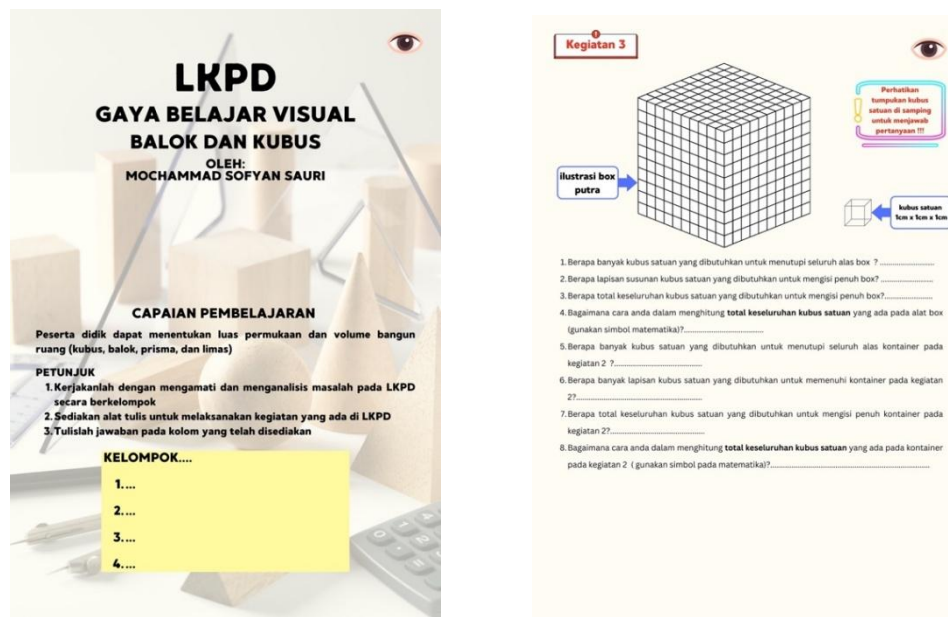 LKPD
GAYA BELAJAR VISUAL
BALOK DAN KUBUS
OLEH:
MOCHAMMAD SOFYAN SAURI
CAPAIAN PEMBELAJARAN
Peserta didik dapat menentukan luas permukaan dan volume bangun
ruang (kubus, balok, prisma, dan limas)
PETUNJUK
1. Kerjakanlah dengan mengamati dan menganalisis masalah pada LKPD
secara berkelompok
2. Sediakan alat tulis untuk melaksanakan kegiatan yang ada di LKPD
3. Tulislah jawaban pada kolom yang telah disediakan
KELOMPOK....
1. ...
2. ...
3. ...
4. ...
Kegiatan 3
Perhatikan
tumpukan kubus
satuan di samping
untuk menjawab
pertanyaan !!!
ilustrasi box
putra
kubus satuan
1cm x 1cm x 1cm
1. Berapa banyak kubus satuan yang dibutuhkan untuk menutupi seluruh alas box ? ...........................
2. Berapa lapisan susunan kubus satuan yang dibutuhkan untuk mengisi penuh box? ..........................
3. Berapa total keseluruhan kubus satuan yang dibutuhkan untuk mengisi penuh box?........................
4. Bagaimana cara anda dalam menghitung total keseluruhan kubus satuan yang ada pada alat box
(gunakan simbol matematika)?........................................
5. Berapa banyak kubus satuan yang dibutuhkan untuk menutupi seluruh alas kontainer pada
kegiatan 2 ?............................................
6. Berapa banyak lapisan kubus satuan yang dibutuhkan untuk memenuhi kontainer pada kegiatan
2?................................................................
7. Berapa total keseluruhan kubus satuan yang dibutuhkan untuk mengisi penuh kontainer pada
kegiatan 2?................................................
8. Bagaimana cara anda dalam menghitung total keseluruhan kubus satuan yang ada pada kontainer
pada kegiatan 2 ( gunakan simbol pada matematika)?................................................................................